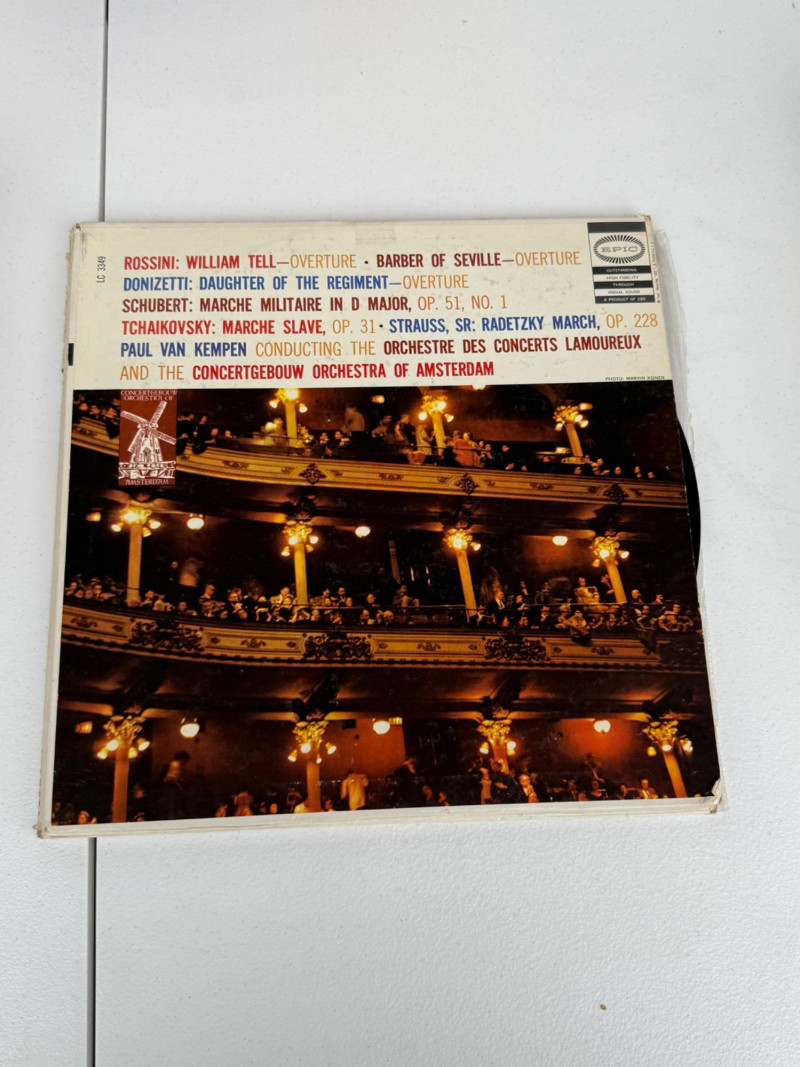 LC 3349
ROSSINI: WILLIAM TELL—OVERTURE • BARBER OF SEVILLE—OVERTURE
DONIZETTI: DAUGHTER OF THE REGIMENT—OVERTURE
SCHUBERT: MARCHE MILITAIRE IN D MAJOR, OP. 51, NO. 1
TCHAIKOVSKY: MARCHE SLAVE, OP. 31 • STRAUSS, SR: RADETZKY MARCH, OP. 228
PAUL VAN KEMPEN CONDUCTING THE ORCHESTRE DES CONCERTS LAMOUREUX
AND THE CONCERTGEBOUW ORCHESTRA OF AMSTERDAM
EPIC
OUTSTANDING
HIGH FIDELITY
THROUGH
RADIAL SOUND
A PRODUCT OF CBS
PHOTO: MARVIN KONER
CONCERTGEBOUW
ORCHESTRA OF
AMSTERDAM